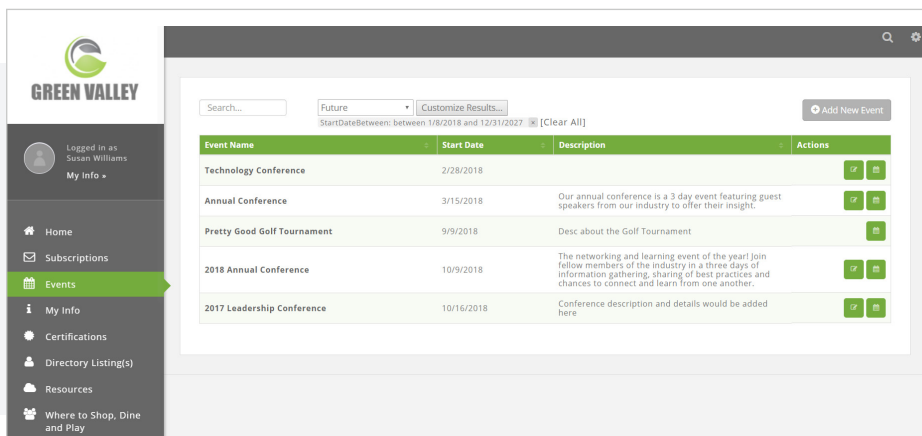 GREEN VALLEY
Logged in as
Susan Williams
My Info »
Home
Subscriptions
Events
My Info
Certifications
Directory Listing(s)
Resources
Where to Shop, Dine
and Play
Search...
Future
Customize Results...
Add New Event
StartDateBetween: between 1/8/2018 and 12/31/2027 × [Clear All]
Event Name Start Date Description Actions
Technology Conference 2/28/2018
Annual Conference 3/15/2018 Our annual conference is a 3 day event featuring guest
speakers from our industry to offer their insight.
Pretty Good Golf Tournament 9/9/2018 Desc about the Golf Tournament
2018 Annual Conference 10/9/2018 The networking and learning event of the year! Join
fellow members of the industry in a three days of
information gathering, sharing of best practices and
chances to connect and learn from one another.
2017 Leadership Conference 10/16/2018 Conference description and details would be added
here